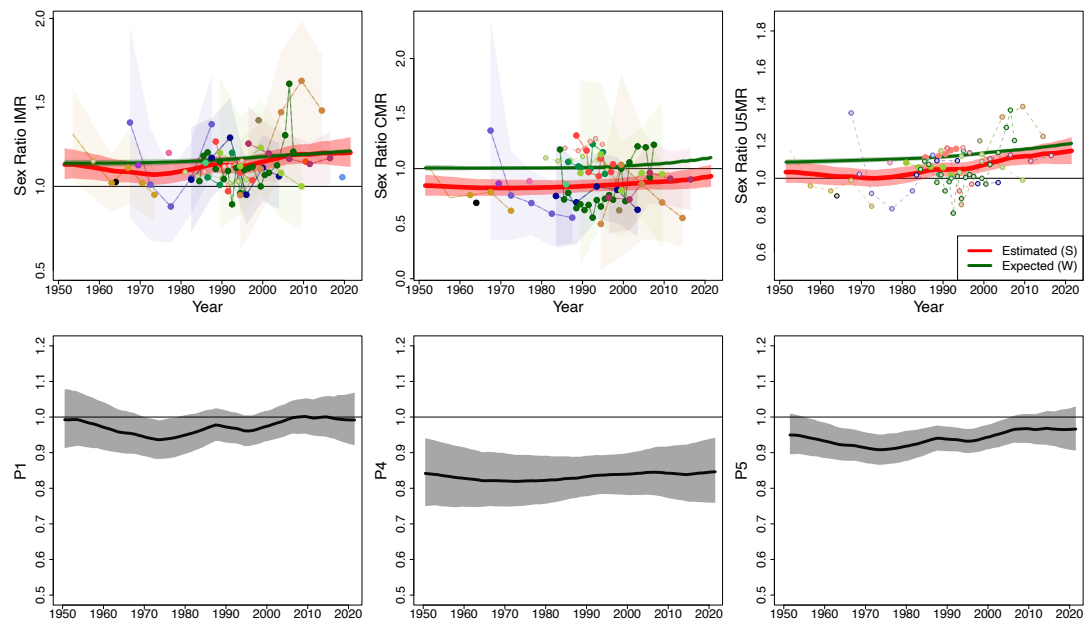 Sex Ratio IMR
0.5 1.0 1.5 2.0
1950 1960 1970 1980 1990 2000 2010 2020
Year
Sex Ratio CMR
0.0 0.5 1.0 1.5 2.0
1950 1960 1970 1980 1990 2000 2010 2020
Year
Sex Ratio U5MR
0.6 0.8 1.0 1.2 1.4 1.6 1.8
Estimated (S)
Expected (W)
1950 1960 1970 1980 1990 2000 2010 2020
Year
P1
0.5 0.6 0.7 0.8 0.9 1.0 1.1 1.2
1950 1960 1970 1980 1990 2000 2010 2020
P4
0.5 0.6 0.7 0.8 0.9 1.0 1.1 1.2
1950 1960 1970 1980 1990 2000 2010 2020
P5
0.5 0.6 0.7 0.8 0.9 1.0 1.1 1.2
1950 1960 1970 1980 1990 2000 2010 2020